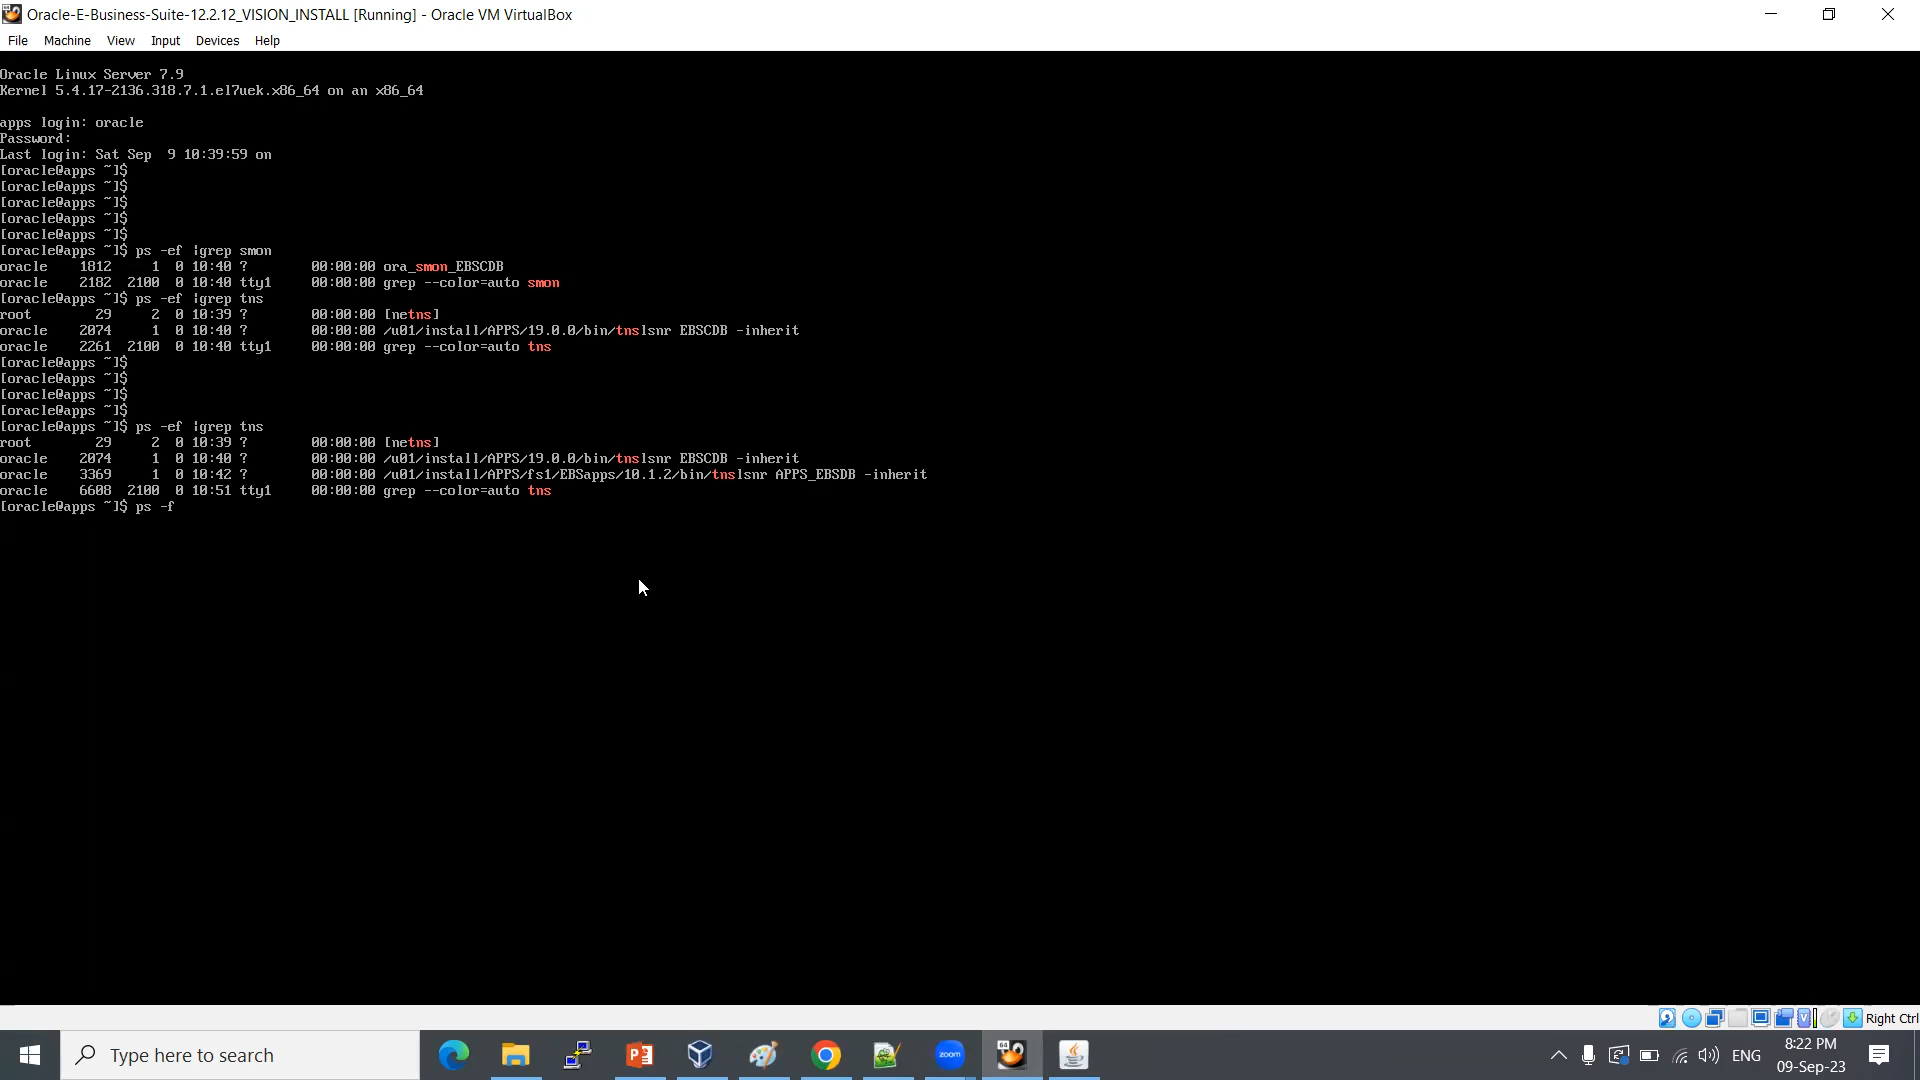 Oracle-E-Business-Suite-12.2.12_VISION_INSTALL [Running] - Oracle VM VirtualBox
File Machine View Input Devices Help
Oracle Linux Server 7.9
Kernel 5.4.17-2136.318.7.1.el7uek.x86_64 on an x86_64
apps login: oracle
Password:
Last login: Sat Sep  9 10:39:59 on
[oracle@apps ~]$
[oracle@apps ~]$
[oracle@apps ~]$
[oracle@apps ~]$
[oracle@apps ~]$
[oracle@apps ~]$ ps -ef |grep smon
oracle    1812     1  0 10:40 ?        00:00:00 ora_smon_EBSCDB
oracle    2182  2100  0 10:40 tty1     00:00:00 grep --color=auto smon
[oracle@apps ~]$ ps -ef |grep tns
root        29     2  0 10:39 ?        00:00:00 [netns]
oracle    2074     1  0 10:40 ?        00:00:00 /u01/install/APPS/19.0.0/bin/tnslsnr EBSCDB -inherit
oracle    2261  2100  0 10:40 tty1     00:00:00 grep --color=auto tns
[oracle@apps ~]$
[oracle@apps ~]$
[oracle@apps ~]$
[oracle@apps ~]$
[oracle@apps ~]$ ps -ef |grep tns
root        29     2  0 10:39 ?        00:00:00 [netns]
oracle    2074     1  0 10:40 ?        00:00:00 /u01/install/APPS/19.0.0/bin/tnslsnr EBSCDB -inherit
oracle    3369     1  0 10:42 ?        00:00:00 /u01/install/APPS/fs1/EBSapps/10.1.2/bin/tnslsnr APPS_EBSDB -inherit
oracle    6608  2100  0 10:51 tty1     00:00:00 grep --color=auto tns
[oracle@apps ~]$ ps -f
Right Ctrl
Type here to search
zoom
ENG
8:22 PM
09-Sep-23